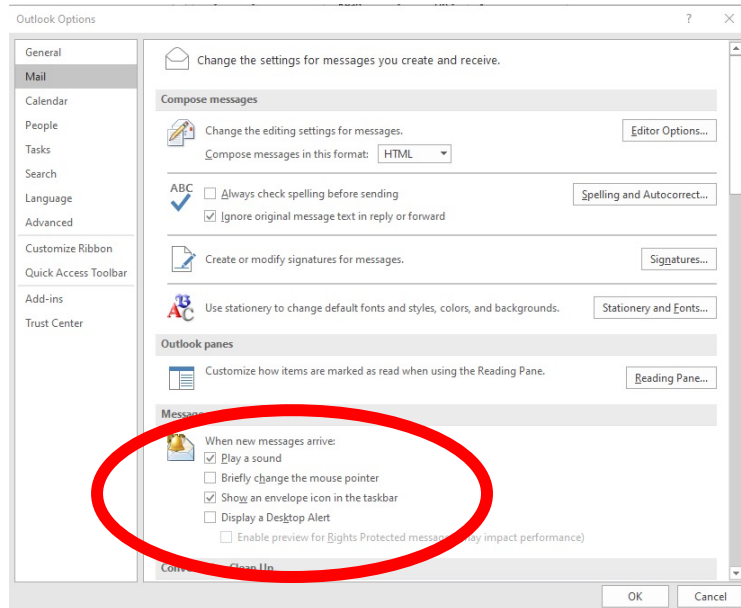 Outlook Options
General
Mail
Calendar
People
Tasks
Search
Language
Advanced
Customize Ribbon
Quick Access Toolbar
Add-ins
Trust Center
Change the settings for messages you create and receive.
Compose messages
Change the editing settings for messages.
Editor Options...
Compose messages in this format: HTML
ABC
Always check spelling before sending
Spelling and Autocorrect...
Ignore original message text in reply or forward
Create or modify signatures for messages.
Signatures...
Use stationery to change default fonts and styles, colors, and backgrounds.
Stationery and Fonts...
Outlook panes
Customize how items are marked as read when using the Reading Pane.
Reading Pane...
Message
When new messages arrive:
Play a sound
Briefly change the mouse pointer
Show an envelope icon in the taskbar
Display a Desktop Alert
Enable preview for Rights Protected messages may impact performance)
Clean Up
OK
Cancel